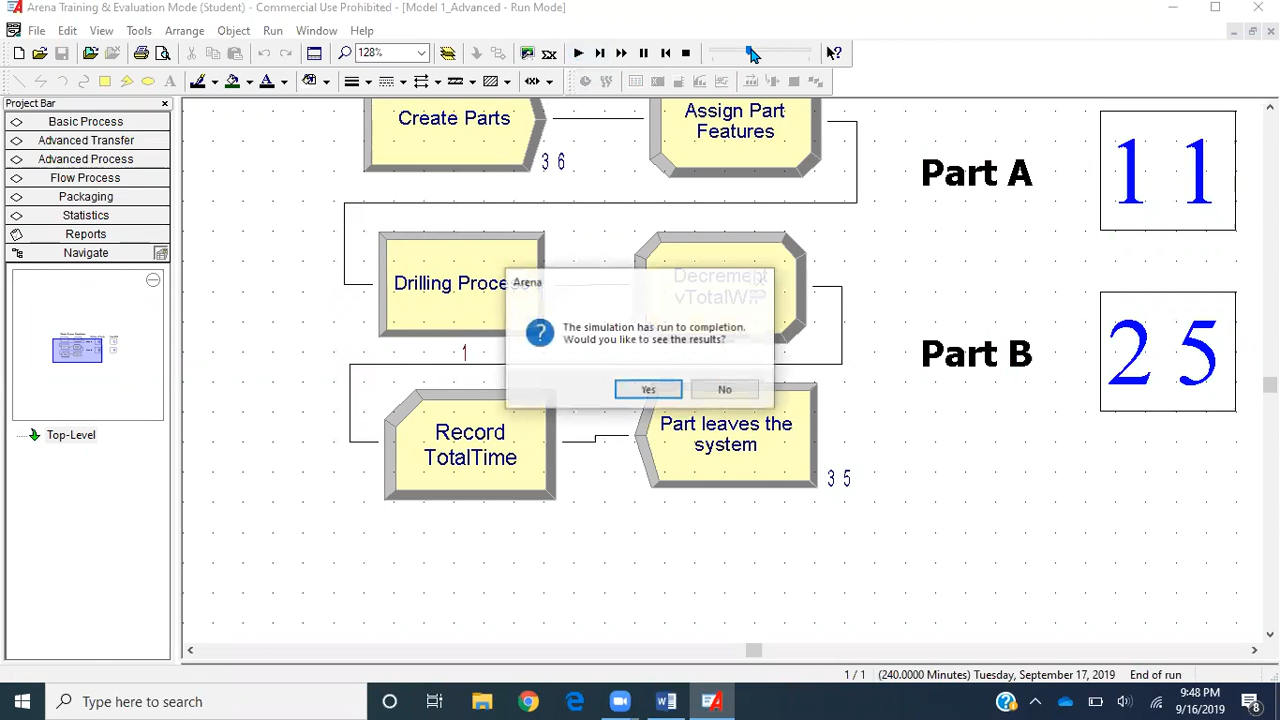 Arena Training & Evaluation Mode (Student) - Commercial Use Prohibited - [Model 1_Advanced - Run Mode]
File Edit View Tools Arrange Object Run Window Help
128%
Project Bar
Basic Process
Advanced Transfer
Advanced Process
Flow Process
Packaging
Statistics
Reports
Navigate
Top-Level
Create Parts
36
Assign Part
Features
Part A
11
Drilling Process
1
Decrement
vTotalWIP
Part B
25
Arena
The simulation has run to completion.
Would you like to see the results?
Yes No
Record
TotalTime
Part leaves the
system
35
1 / 1 (240.0000 Minutes) Tuesday, September 17, 2019 End of run
Type here to search
9:48 PM
9/16/2019
8